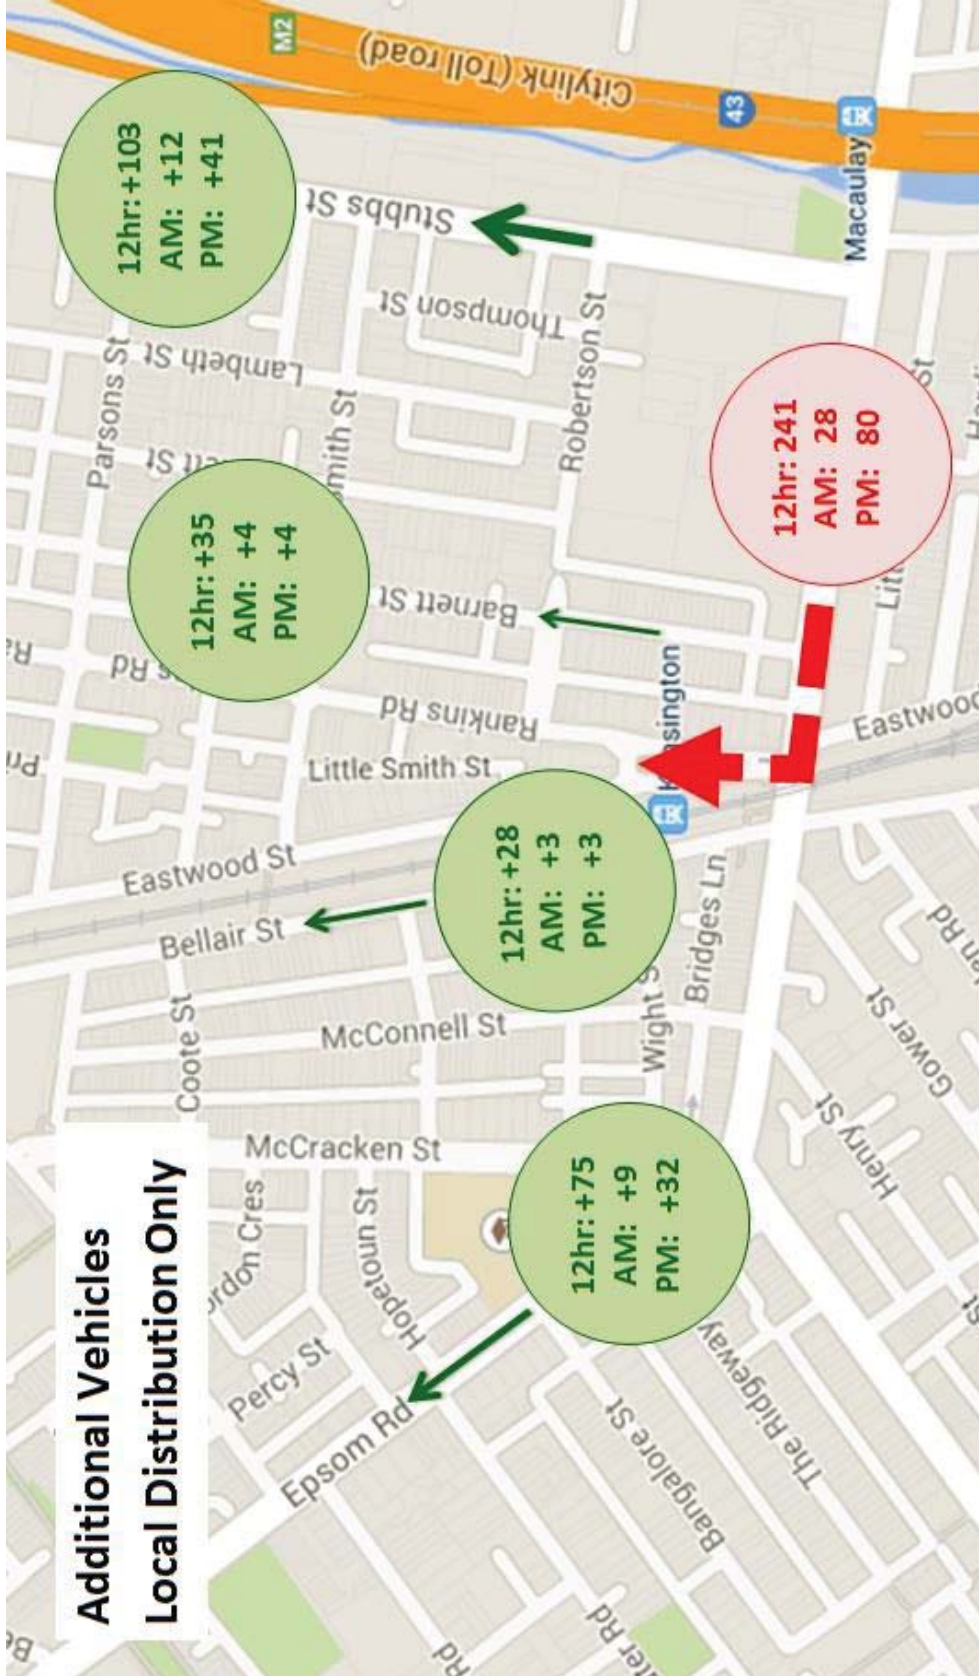 Additional Vehicles
Local Distribution Only
12hr: +75
AM: +9
PM: +32
12hr: +28
AM: +3
PM: +3
12hr: +35
AM: +4
PM: +4
12hr: +103
AM: +12
PM: +41
12hr: 241
AM: 28
PM: 80
M2
Citylink (Toll road)
43
Macaulay
Stubbs St
Thompson St
Lambeth St
Parsons St
Robertson St
Barnett St
Rankins Rd
Little Smith St
Eastwood St
Bellair St
Coote St
McConnell St
Wight
Bridges Ln
McCracken St
Hopetoun St
Percy St
Epsom Rd
Bangalore St
The Ridgeway
Henry St
Gower St
Eastwood